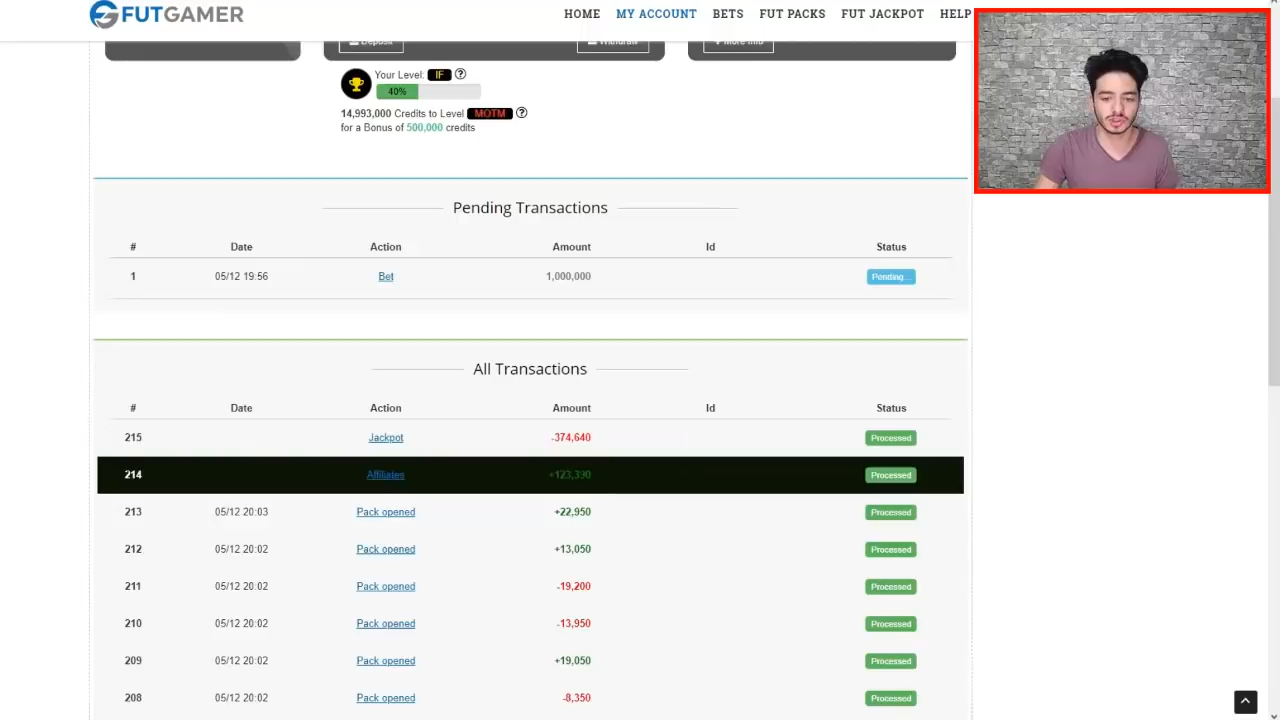 FUTGAMER
HOME MY ACCOUNT BETS FUT PACKS FUT JACKPOT HELP
Deposit Withdraw More Info
Your Level: IF
40%
14,993,000 Credits to Level MOTM
for a Bonus of 500,000 credits
Pending Transactions
# Date Action Amount Id Status
1 05/12 19:56 Bet 1,000,000 Pending...
All Transactions
# Date Action Amount Id Status
215 Jackpot -374,640 Processed
214 Affiliates +123,390 Processed
213 05/12 20:03 Pack opened +22,950 Processed
212 05/12 20:02 Pack opened +13,050 Processed
211 05/12 20:02 Pack opened -19,200 Processed
210 05/12 20:02 Pack opened -13,950 Processed
209 05/12 20:02 Pack opened +19,050 Processed
208 05/12 20:02 Pack opened -8,350 Processed